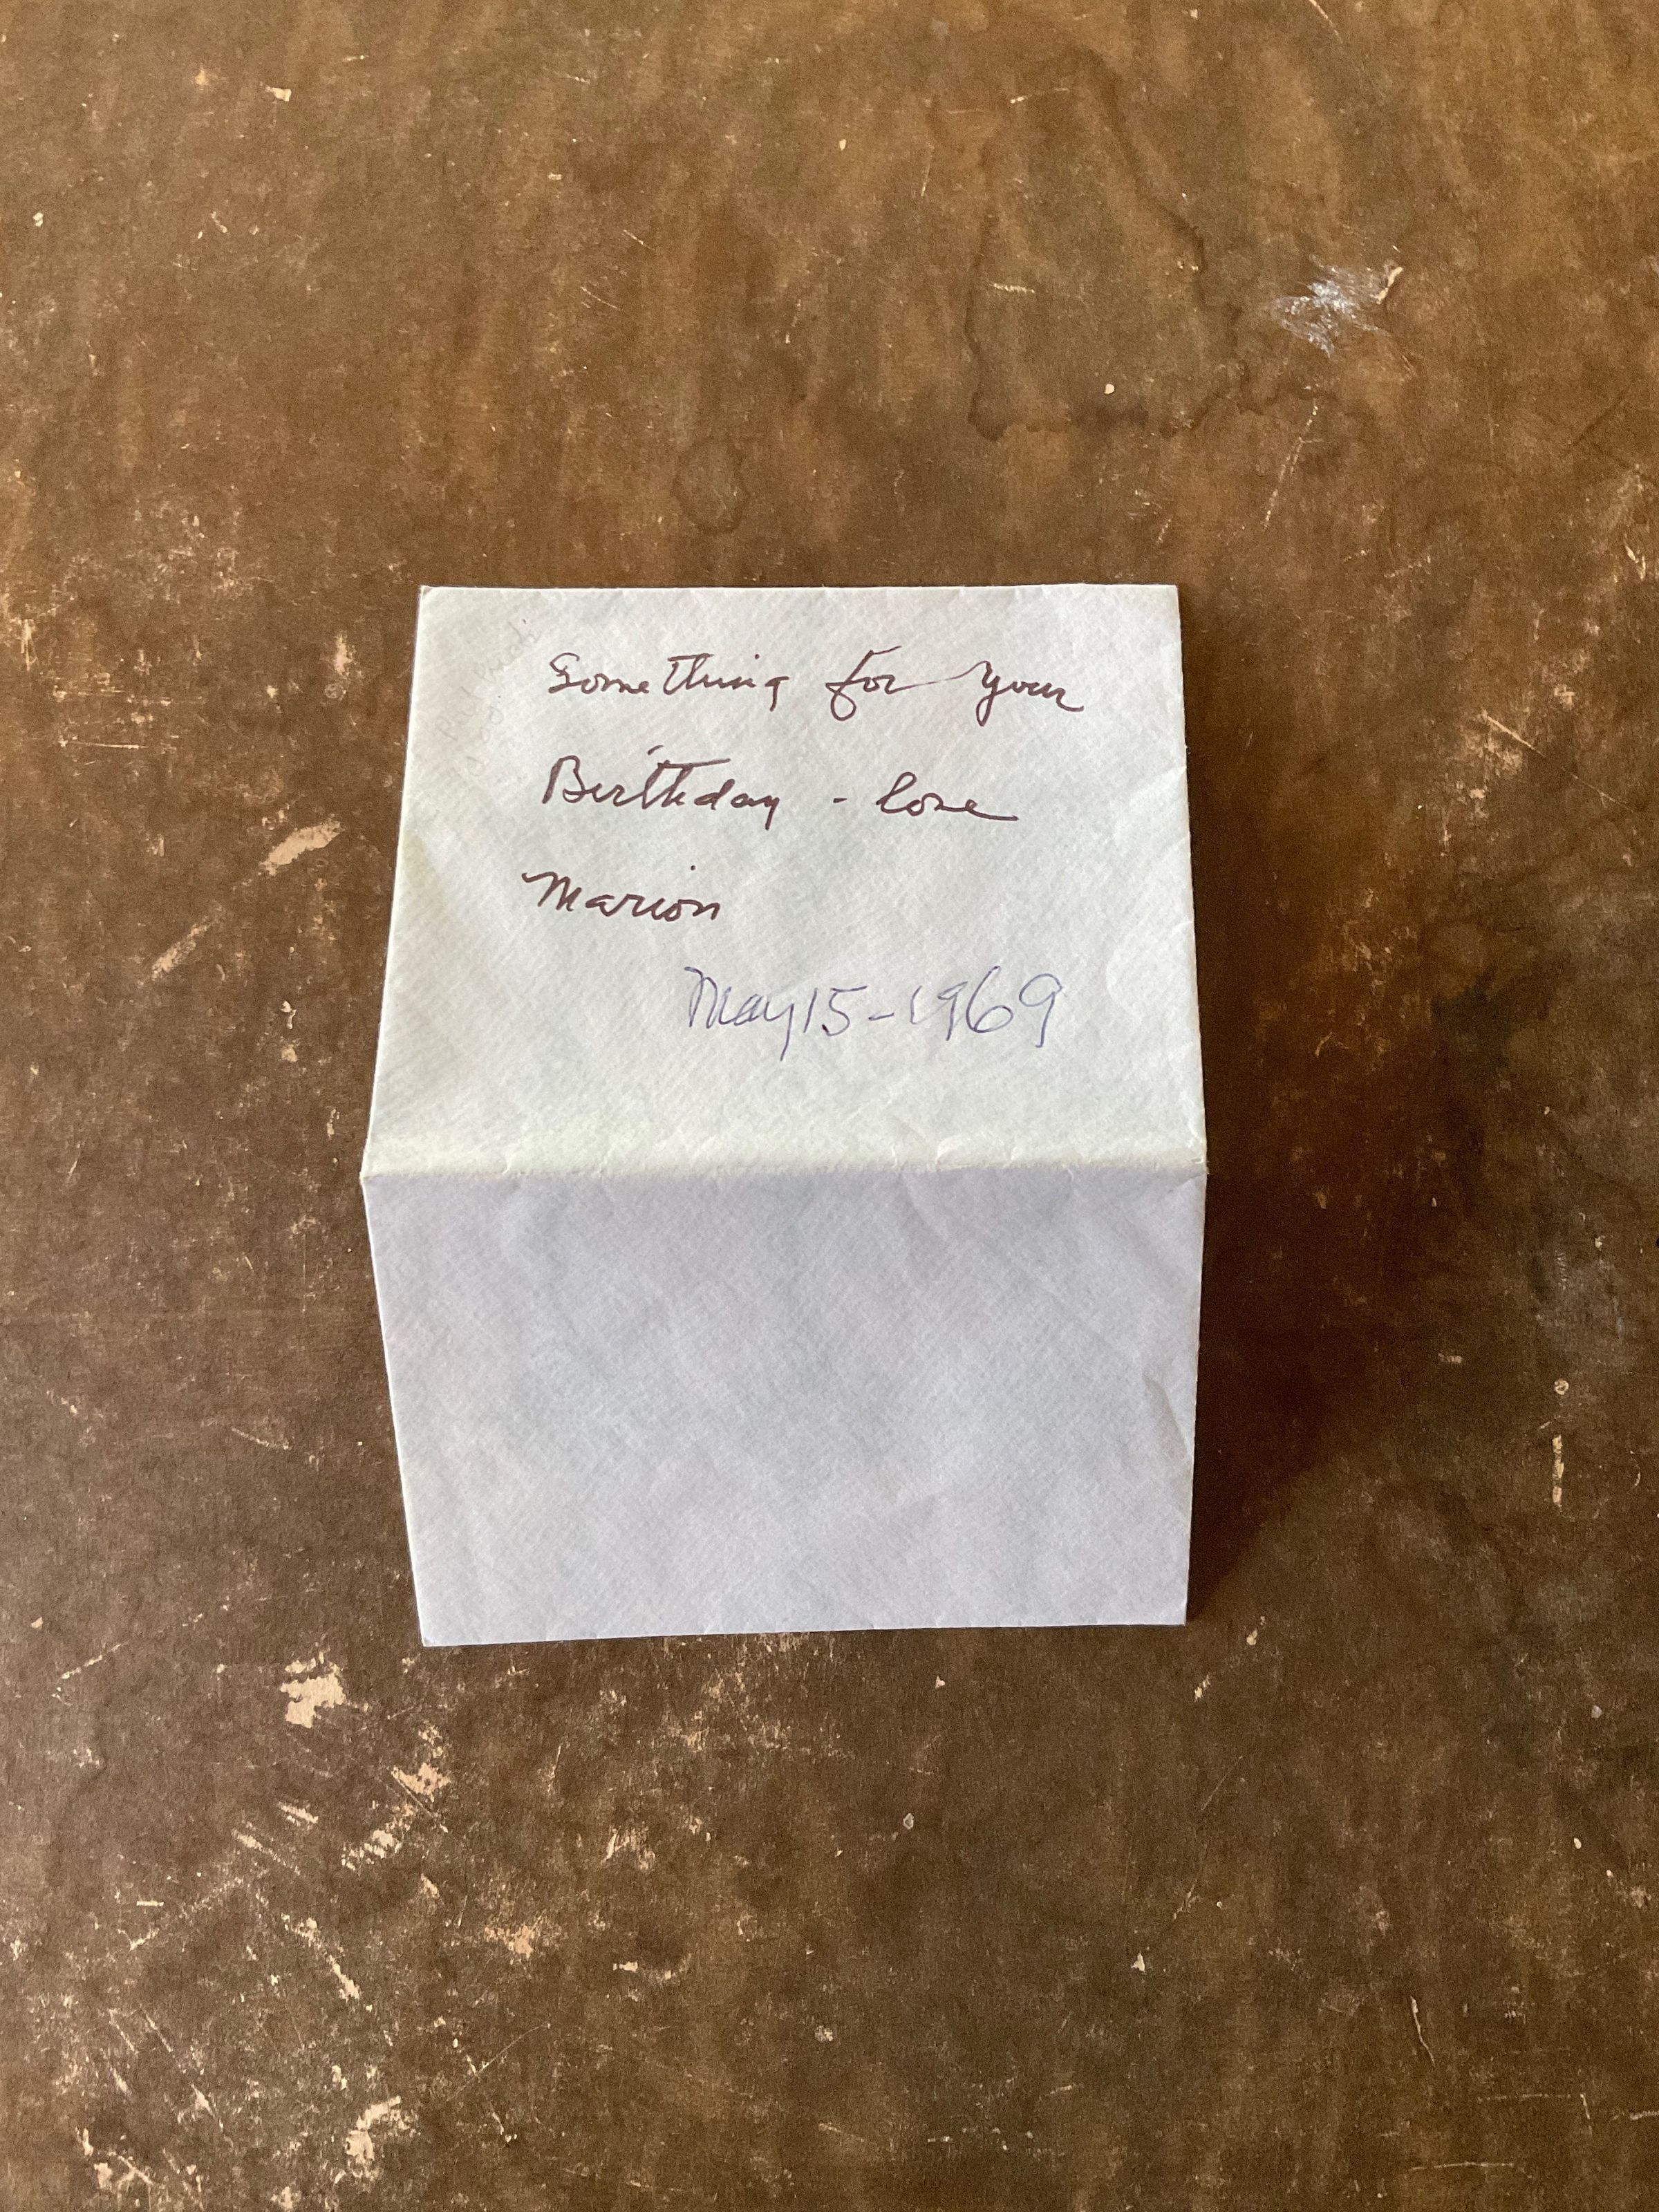 Something for your
Birthday - love
Marion
May 15-1969